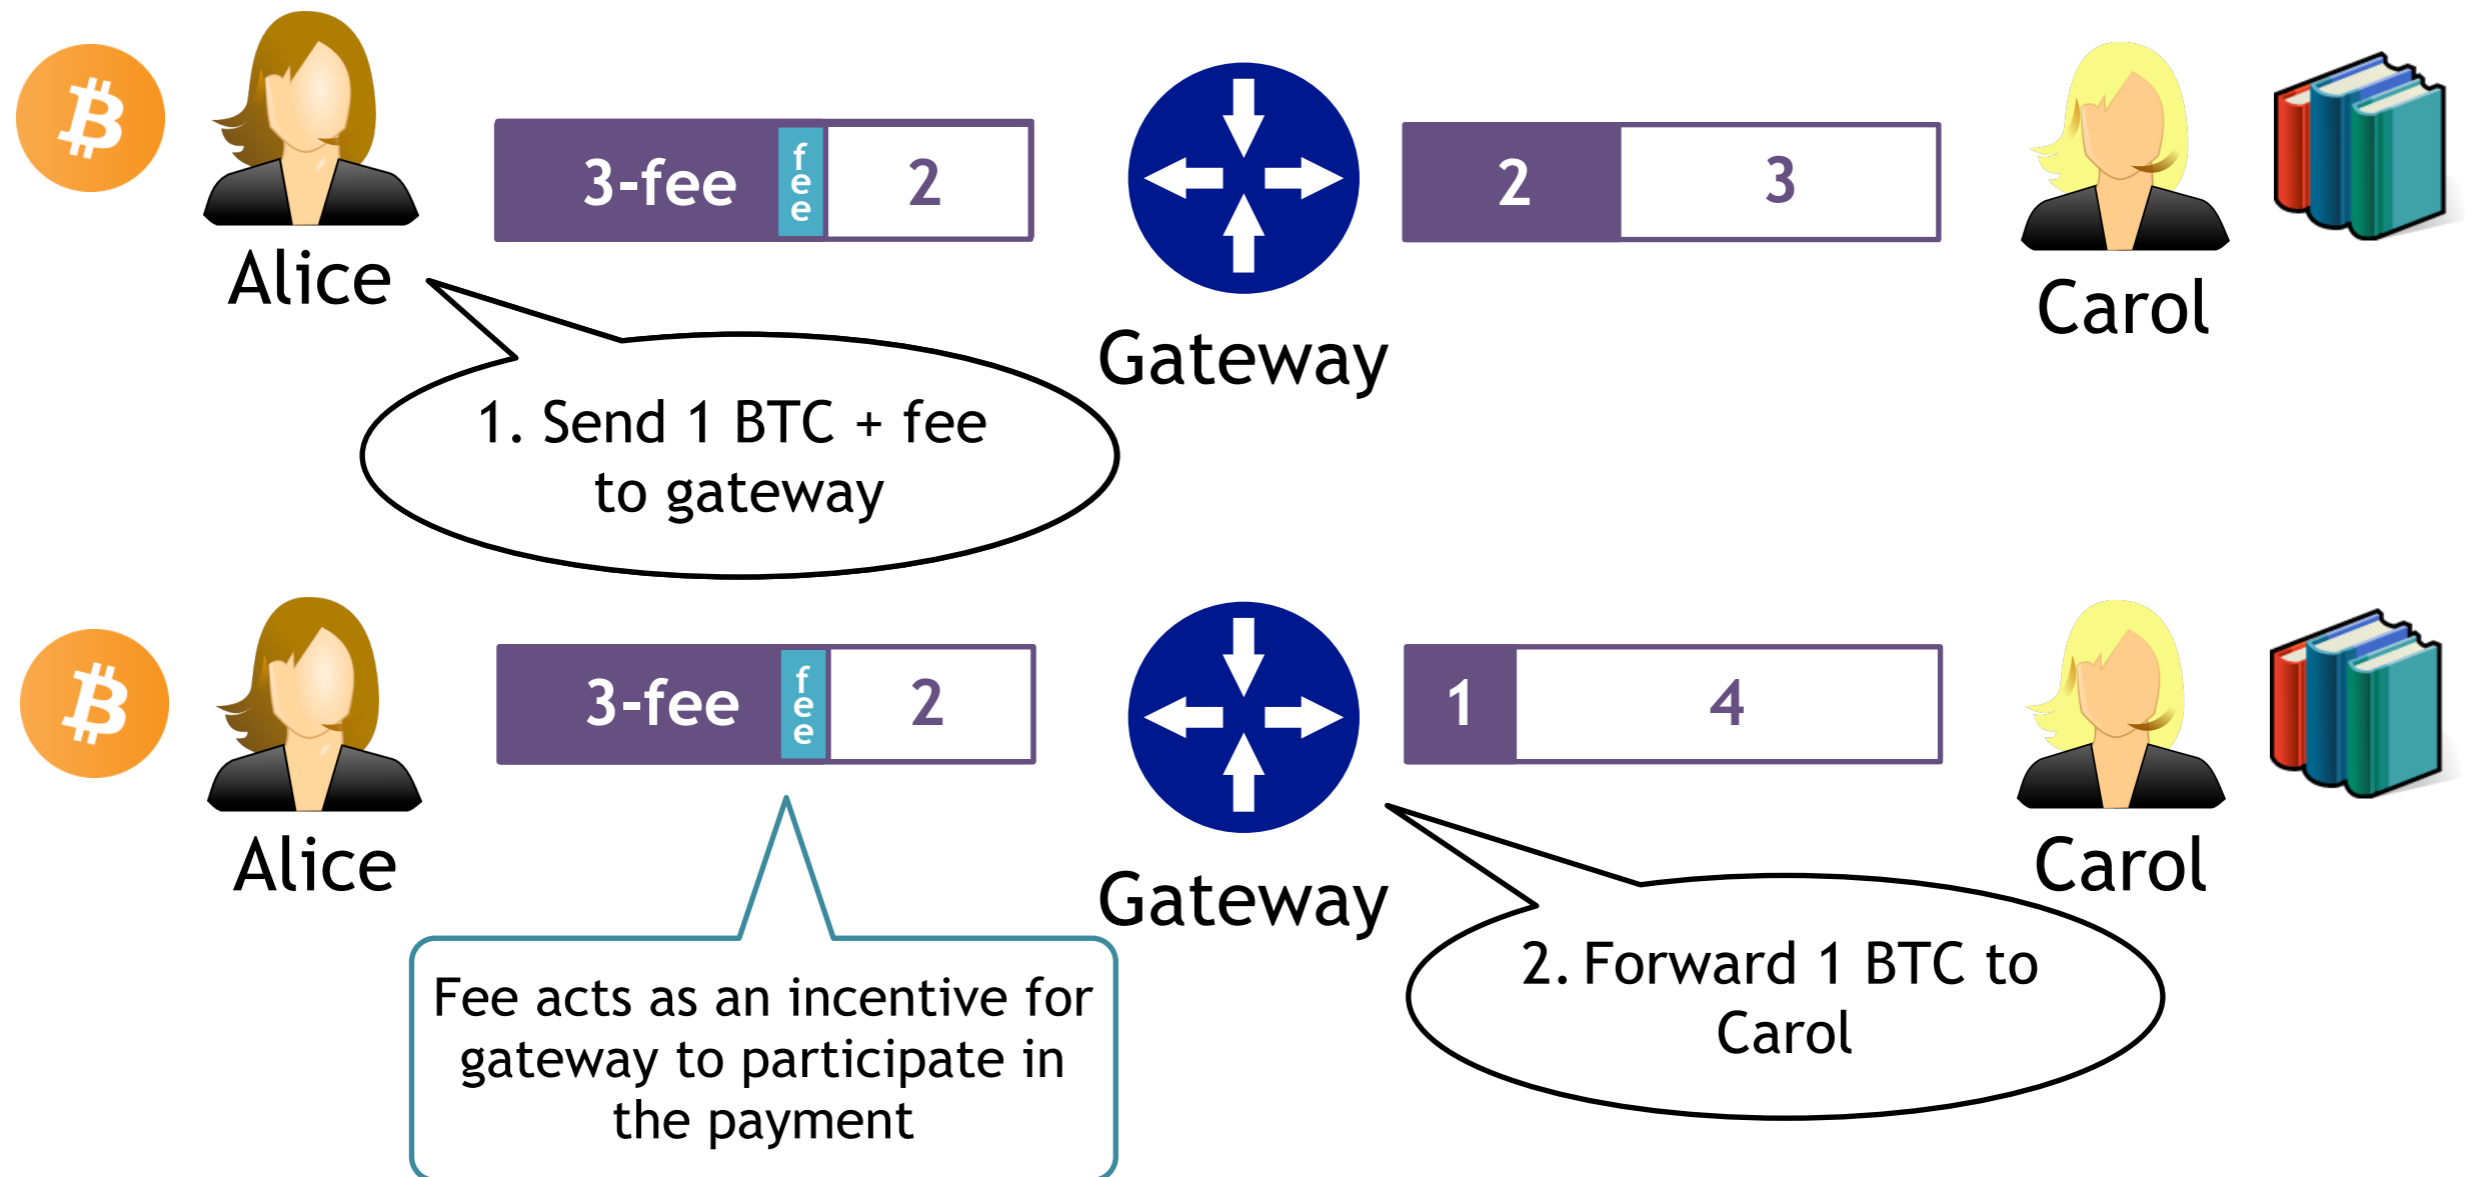 3-fee
fee
2
2
3
Alice
Carol
Gateway
1. Send 1 BTC + fee
to gateway
3-fee
fee
2
1
4
Alice
Carol
Gateway
2. Forward 1 BTC to
Carol
Fee acts as an incentive for
gateway to participate in
the payment